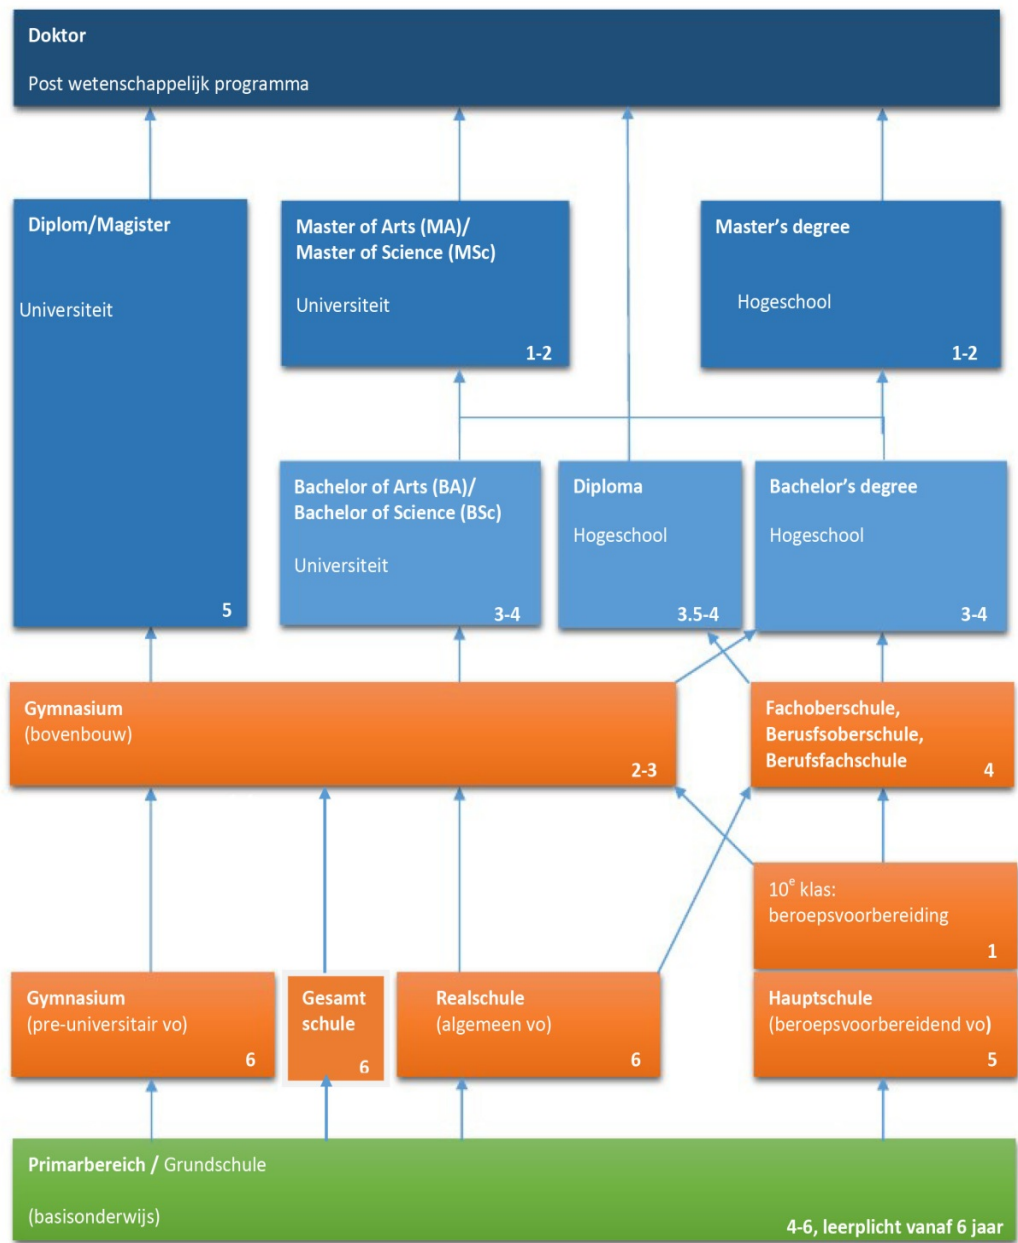 Doktor
Post wetenschappelijk programma
Diplom/Magister
Universiteit
5
Master of Arts (MA)/
Master of Science (MSc)
Universiteit
1-2
Master's degree
Hogeschool
1-2
Bachelor of Arts (BA)/
Bachelor of Science (BSc)
Universiteit
3-4
Diploma
Hogeschool
3.5-4
Bachelor's degree
Hogeschool
3-4
Gymnasium
(bovenbouw)
2-3
Fachoberschule,
Berusfsoberschule,
Berufsfachschule
4
10e klas:
beroepsvoorbereiding
1
Gymnasium
(pre-universitair vo)
6
Gesamt
schule
6
Realschule
(algemeen vo)
6
Hauptschule
(beroepsvoorbereidend vo)
5
Primarbereich / Grundschule
(basisonderwijs)
4-6, leerplicht vanaf 6 jaar